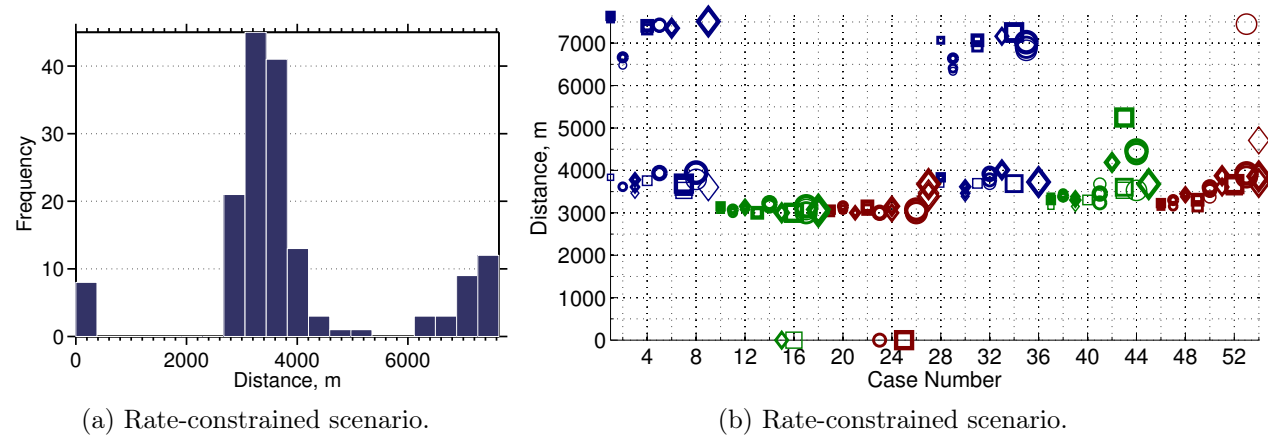 40
30
20
10
0
Frequency
0 2000 4000 6000
Distance, m
(a) Rate-constrained scenario.
7000
6000
5000
4000
3000
2000
1000
0
Distance, m
4 8 12 16 20 24 28 32 36 40 44 48 52
Case Number
(b) Rate-constrained scenario.